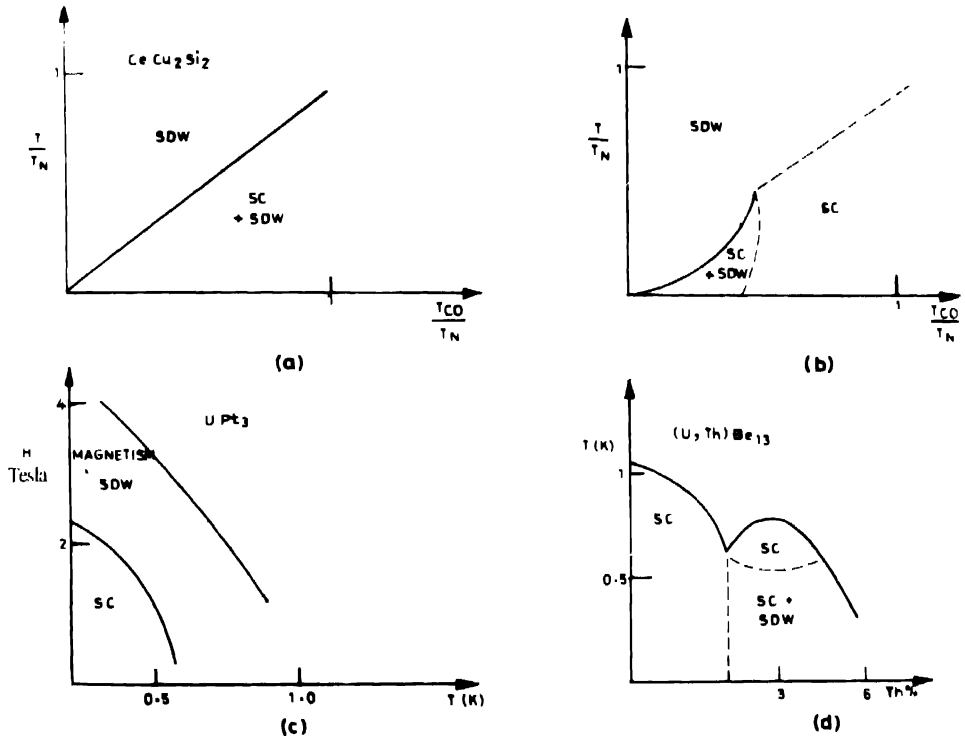 CeCu2Si2
1
T
TN
SDW
SC
+ SDW
TCO
TN
(a)
1
T
TN
SDW
SC
SC
+ SDW
1
TCO
TN
(b)
4
UPt3
H
Tesla
MAGNETISM
SDW
2
SC
0.5
1.0
T(K)
(c)
T(K)
(U,Th)Be13
1
SC
SC
0.5
SC +
SDW
3
6
Th%
(d)